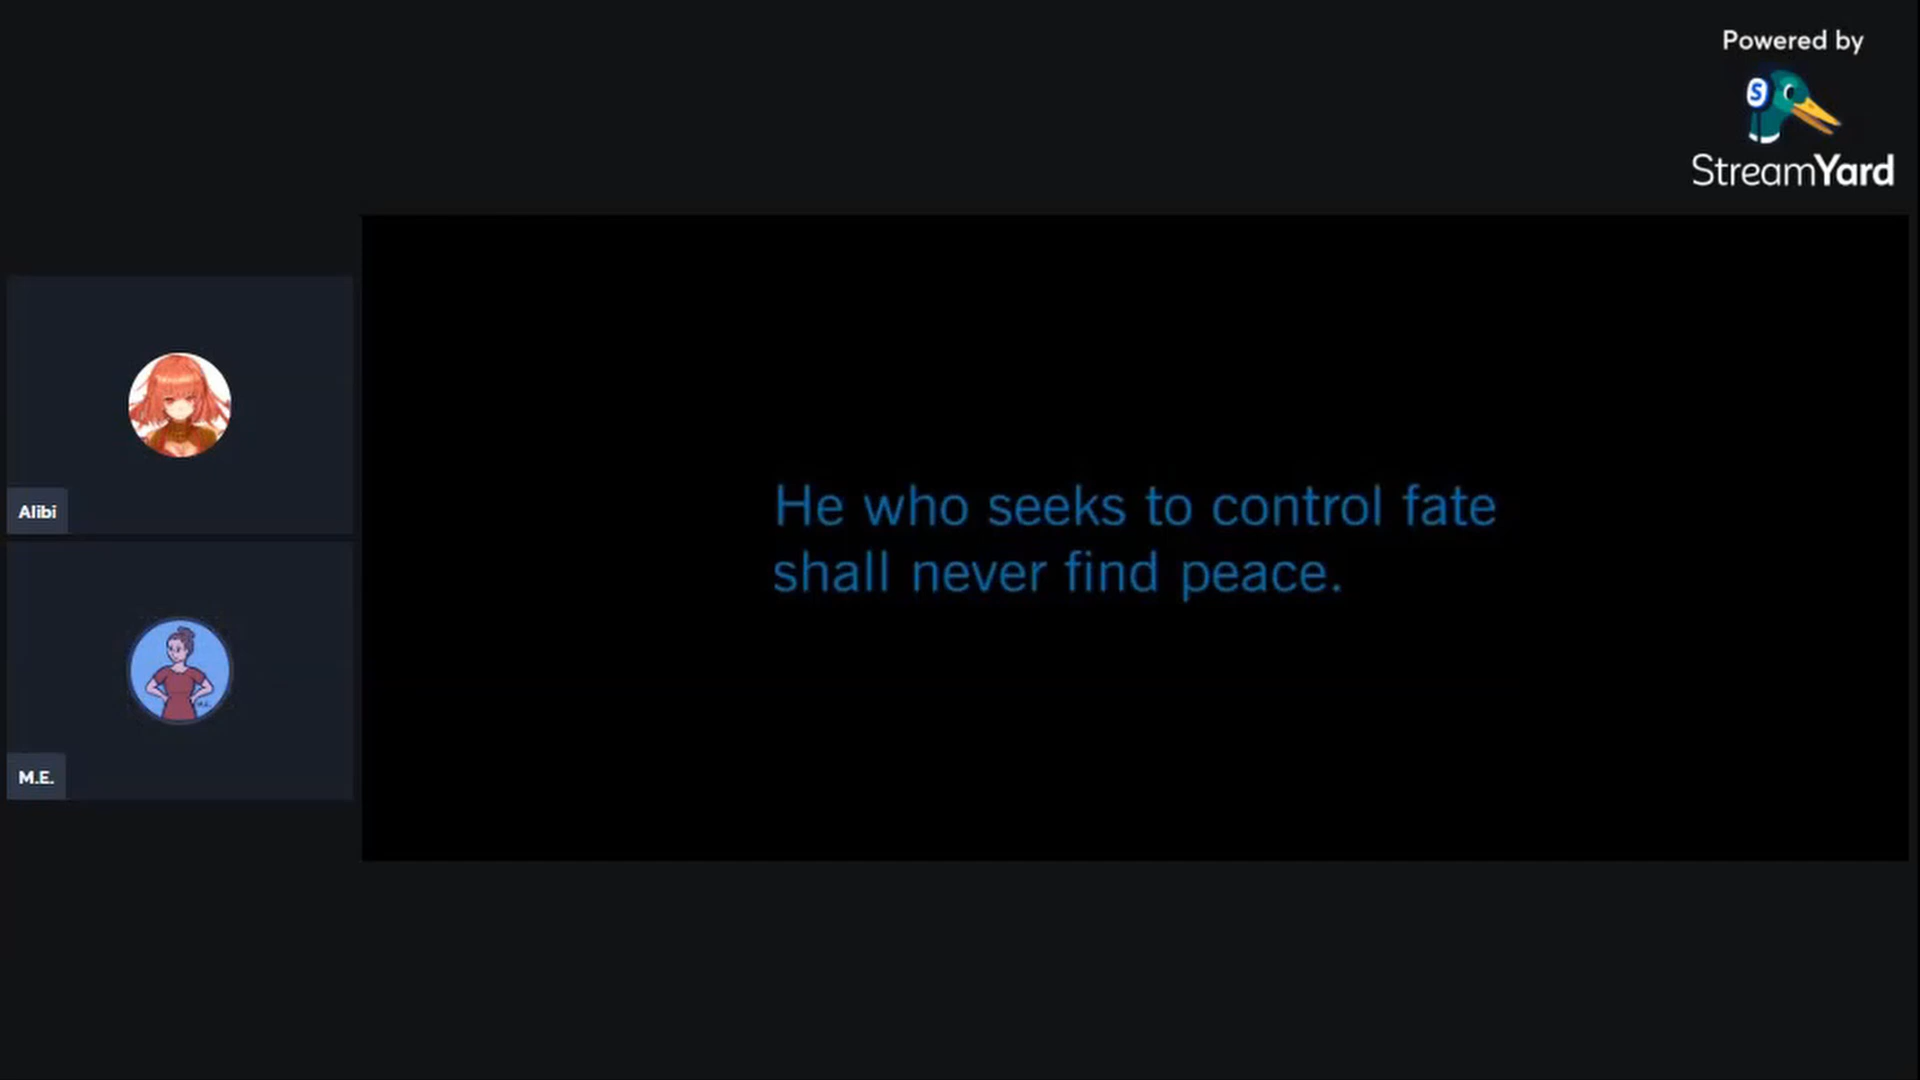 Powered by
S
StreamYard
Alibi
He who seeks to control fate
shall never find peace.
M.E.